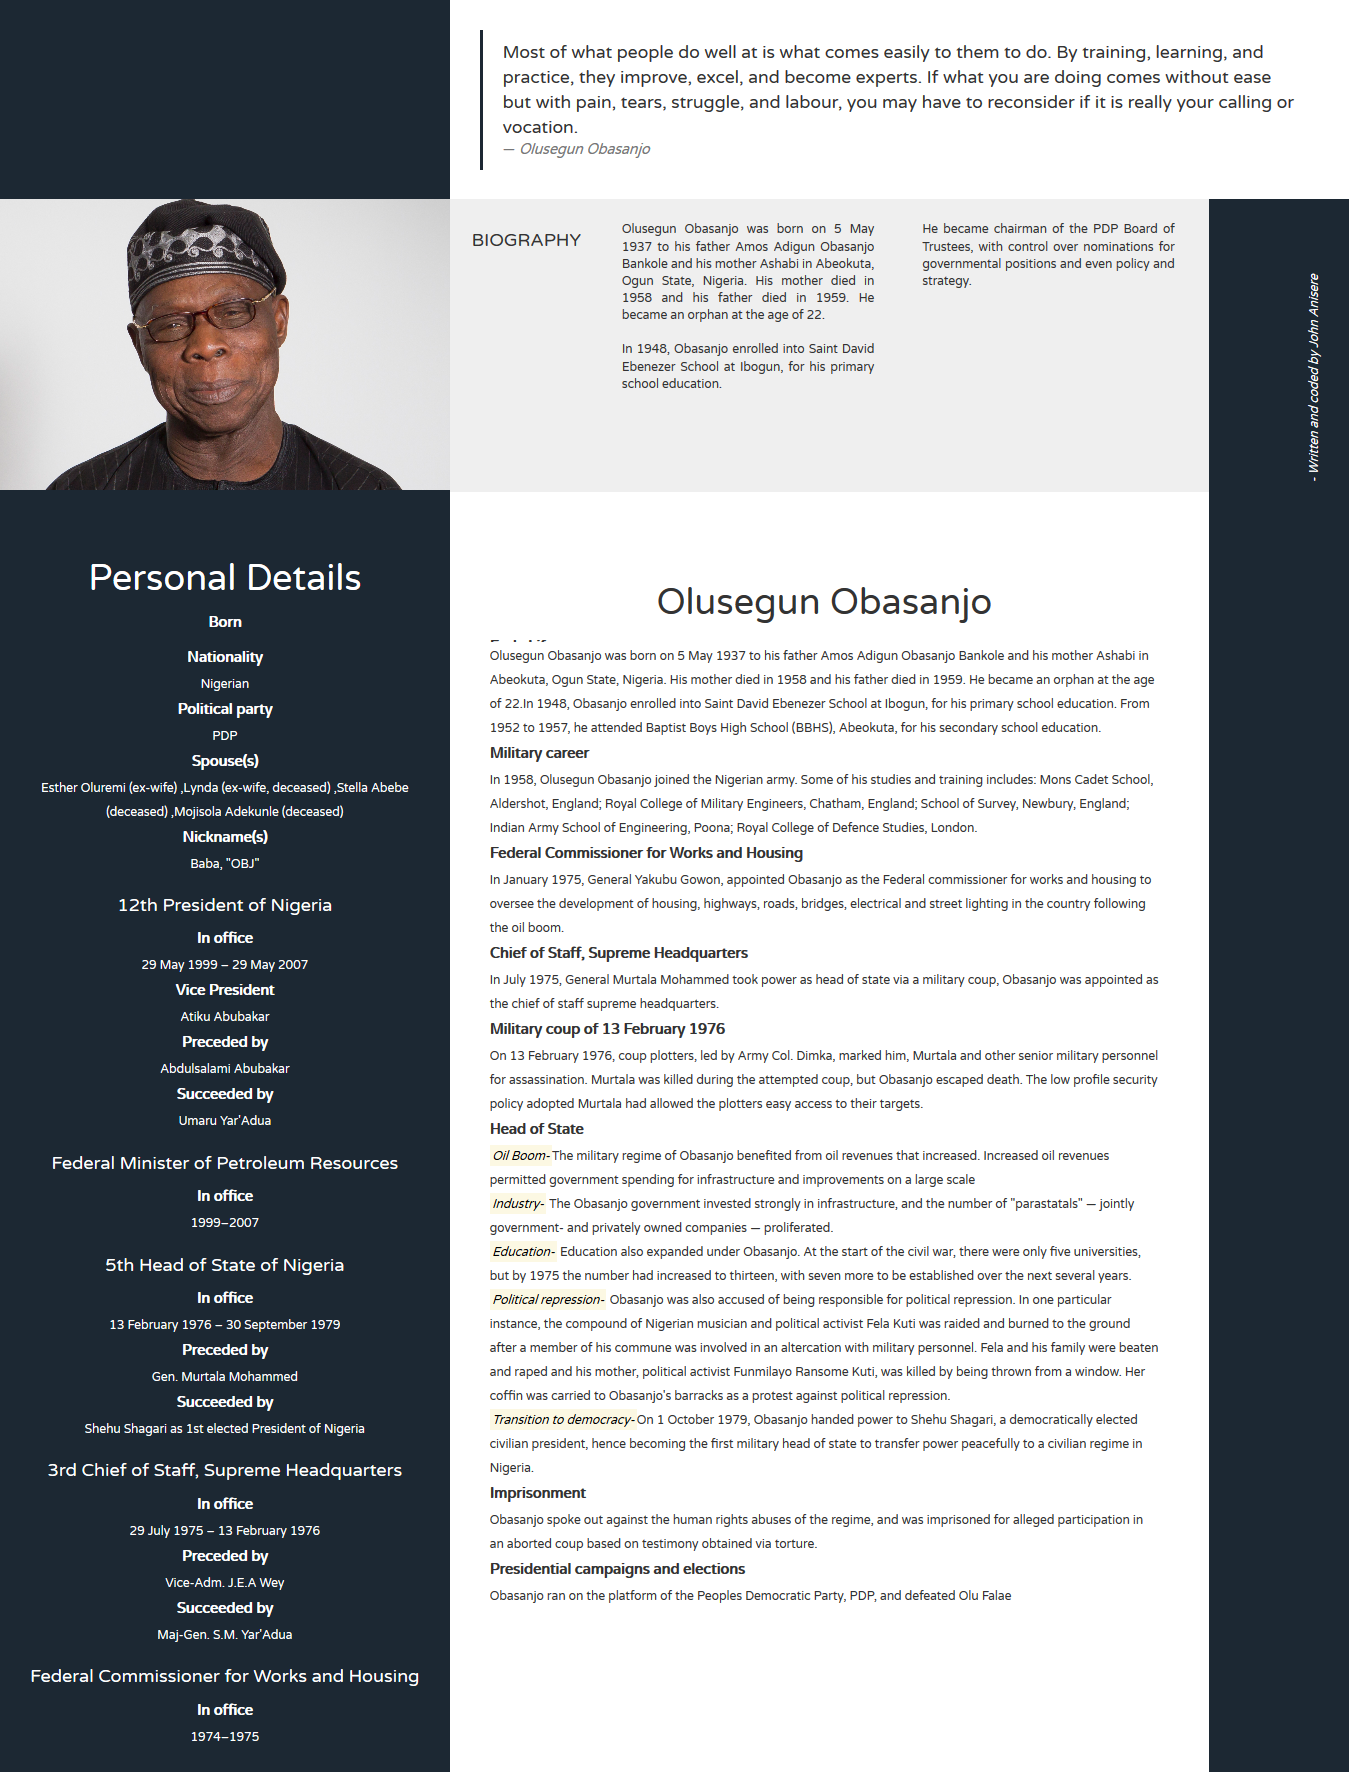 Most of what people do well at is what comes easily to them to do. By training, learning, and
practice, they improve, excel, and become experts. If what you are doing comes without ease
but with pain, tears, struggle, and labour, you may have to reconsider if it is really your calling or
vocation.
— Olusegun Obasanjo
BIOGRAPHY
Olusegun Obasanjo was born on 5 May
1937 to his father Amos Adigun Obasanjo
Bankole and his mother Ashabi in Abeokuta,
Ogun State, Nigeria. His mother died in
1958 and his father died in 1959. He
became an orphan at the age of 22.
In 1948, Obasanjo enrolled into Saint David
Ebenezer School at Ibogun, for his primary
school education.
He became chairman of the PDP Board of
Trustees, with control over nominations for
governmental positions and even policy and
strategy.
- Written and coded by John Anisere
Personal Details
Born
Nationality
Nigerian
Political party
PDP
Spouse(s)
Esther Oluremi (ex-wife) ,Lynda (ex-wife, deceased) ,Stella Abebe
(deceased) ,Mojisola Adekunle (deceased)
Nickname(s)
Baba, "OBJ"
12th President of Nigeria
In office
29 May 1999 – 29 May 2007
Vice President
Atiku Abubakar
Preceded by
Abdulsalami Abubakar
Succeeded by
Umaru Yar'Adua
Federal Minister of Petroleum Resources
In office
1999–2007
5th Head of State of Nigeria
In office
13 February 1976 – 30 September 1979
Preceded by
Gen. Murtala Mohammed
Succeeded by
Shehu Shagari as 1st elected President of Nigeria
3rd Chief of Staff, Supreme Headquarters
In office
29 July 1975 – 13 February 1976
Preceded by
Vice-Adm. J.E.A Wey
Succeeded by
Maj-Gen. S.M. Yar'Adua
Federal Commissioner for Works and Housing
In office
1974–1975
Olusegun Obasanjo
Olusegun Obasanjo was born on 5 May 1937 to his father Amos Adigun Obasanjo Bankole and his mother Ashabi in
Abeokuta, Ogun State, Nigeria. His mother died in 1958 and his father died in 1959. He became an orphan at the age
of 22.In 1948, Obasanjo enrolled into Saint David Ebenezer School at Ibogun, for his primary school education. From
1952 to 1957, he attended Baptist Boys High School (BBHS), Abeokuta, for his secondary school education.
Military career
In 1958, Olusegun Obasanjo joined the Nigerian army. Some of his studies and training includes: Mons Cadet School,
Aldershot, England; Royal College of Military Engineers, Chatham, England; School of Survey, Newbury, England;
Indian Army School of Engineering, Poona; Royal College of Defence Studies, London.
Federal Commissioner for Works and Housing
In January 1975, General Yakubu Gowon, appointed Obasanjo as the Federal commissioner for works and housing to
oversee the development of housing, highways, roads, bridges, electrical and street lighting in the country following
the oil boom.
Chief of Staff, Supreme Headquarters
In July 1975, General Murtala Mohammed took power as head of state via a military coup, Obasanjo was appointed as
the chief of staff supreme headquarters.
Military coup of 13 February 1976
On 13 February 1976, coup plotters, led by Army Col. Dimka, marked him, Murtala and other senior military personnel
for assassination. Murtala was killed during the attempted coup, but Obasanjo escaped death. The low profile security
policy adopted Murtala had allowed the plotters easy access to their targets.
Head of State
Oil Boom- The military regime of Obasanjo benefited from oil revenues that increased. Increased oil revenues
permitted government spending for infrastructure and improvements on a large scale
Industry- The Obasanjo government invested strongly in infrastructure, and the number of "parastatals" — jointly
government- and privately owned companies — proliferated.
Education- Education also expanded under Obasanjo. At the start of the civil war, there were only five universities,
but by 1975 the number had increased to thirteen, with seven more to be established over the next several years.
Political repression- Obasanjo was also accused of being responsible for political repression. In one particular
instance, the compound of Nigerian musician and political activist Fela Kuti was raided and burned to the ground
after a member of his commune was involved in an altercation with military personnel. Fela and his family were beaten
and raped and his mother, political activist Funmilayo Ransome Kuti, was killed by being thrown from a window. Her
coffin was carried to Obasanjo's barracks as a protest against political repression.
Transition to democracy- On 1 October 1979, Obasanjo handed power to Shehu Shagari, a democratically elected
civilian president, hence becoming the first military head of state to transfer power peacefully to a civilian regime in
Nigeria.
Imprisonment
Obasanjo spoke out against the human rights abuses of the regime, and was imprisoned for alleged participation in
an aborted coup based on testimony obtained via torture.
Presidential campaigns and elections
Obasanjo ran on the platform of the Peoples Democratic Party, PDP, and defeated Olu Falae